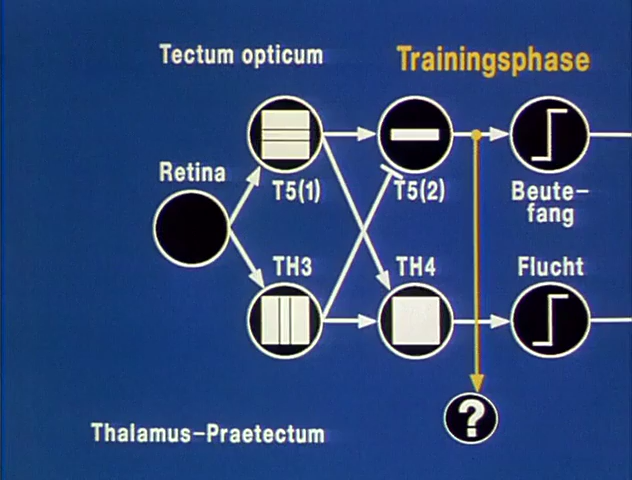 Tectum opticum
Trainingsphase
Retina
T5(1)
T5(2)
Beute-
fang
TH3
TH4
Flucht
?
Thalamus-Praetectum